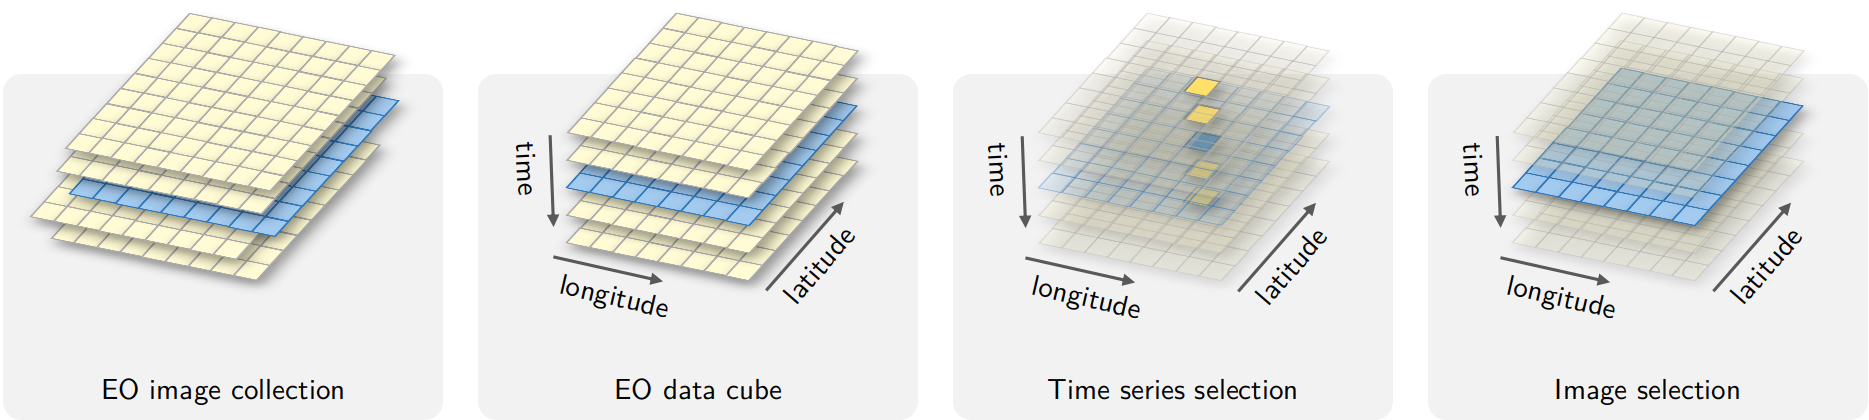 EO image collection
time
longitude
latitude
EO data cube
time
longitude
latitude
Time series selection
time
longitude
latitude
Image selection